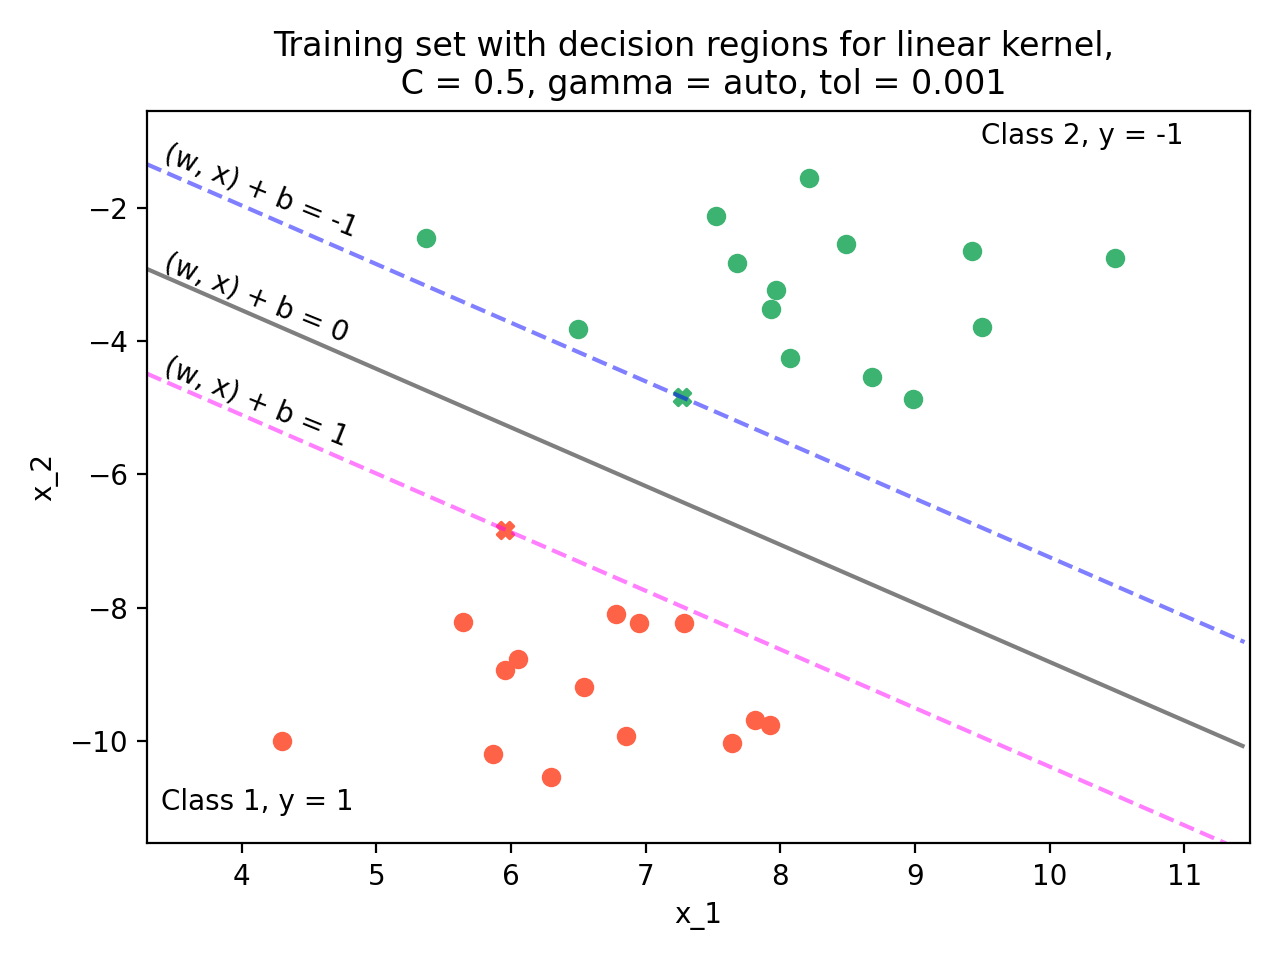 Training set with decision regions for linear kernel,
C = 0.5, gamma = auto, tol = 0.001
Class 2, y = -1
(w, x) + b = -1
(w, x) + b = 0
(w, x) + b = 1
Class 1, y = 1
−2
−4
−6
−8
−10
x_2
4 5 6 7 8 9 10 11
x_1